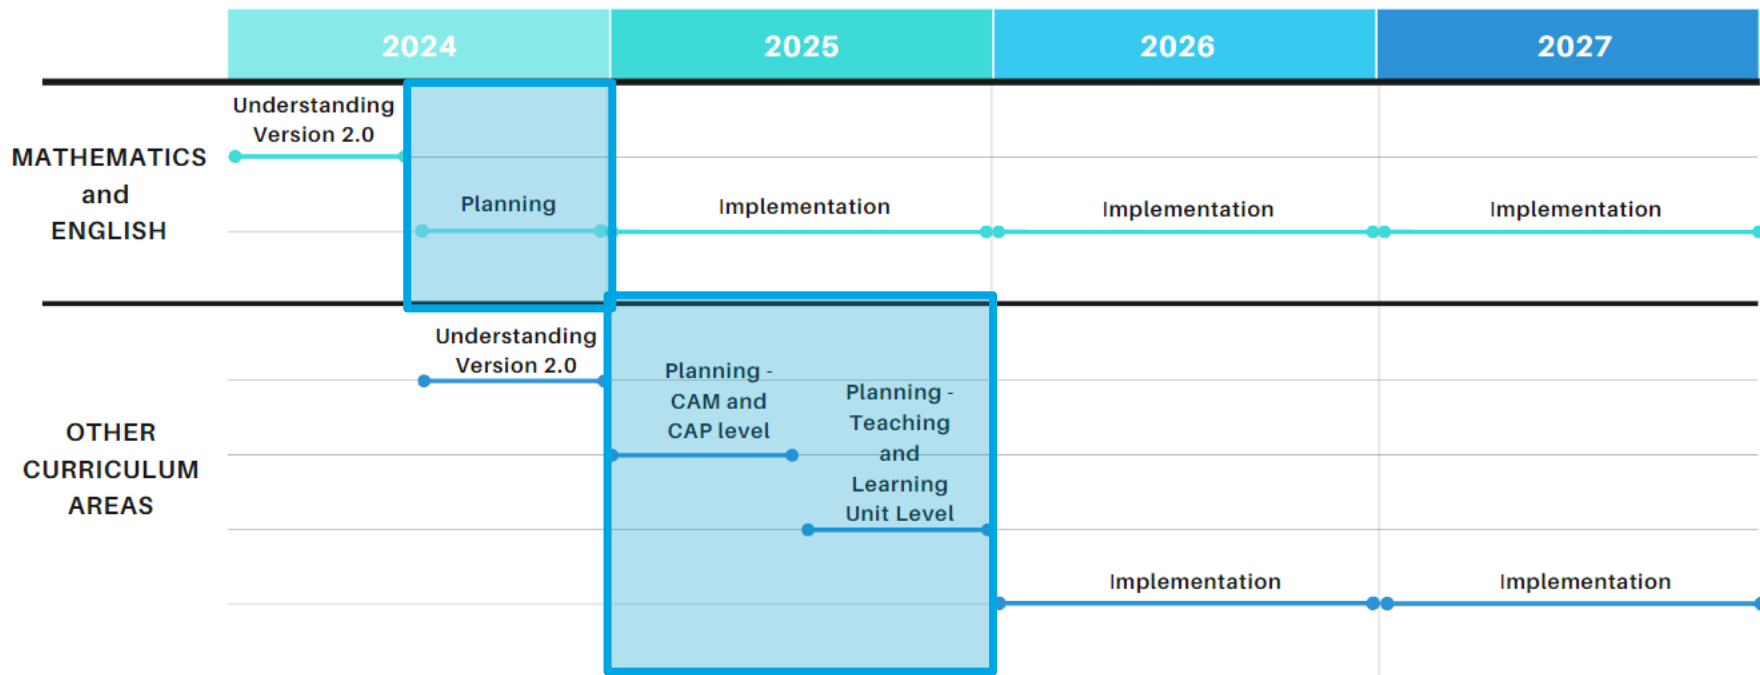 2024
2025
2026
2027
MATHEMATICS
and
ENGLISH
Understanding
Version 2.0
Planning
Implementation
Implementation
Implementation
OTHER
CURRICULUM
AREAS
Understanding
Version 2.0
Planning -
CAM and
CAP level
Planning -
Teaching
and
Learning
Unit Level
Implementation
Implementation